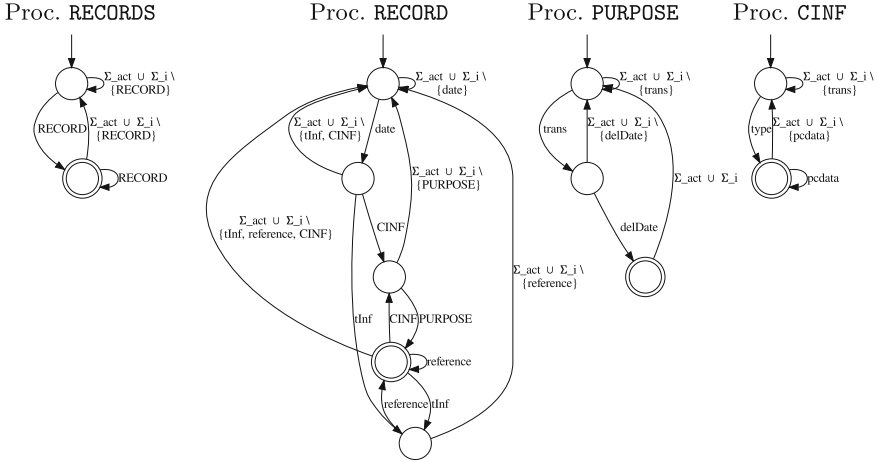 Proc. RECORDS
Σ_act ∪ Σ_i \
{RECORD}
RECORD
Σ_act ∪ Σ_i \
{RECORD}
RECORD
Proc. RECORD
Σ_act ∪ Σ_i \
{date}
Σ_act ∪ Σ_i \
{tInf, CINF}
date
Σ_act ∪ Σ_i \
{PURPOSE}
Σ_act ∪ Σ_i \
{tInf, reference, CINF}
CINF
Σ_act ∪ Σ_i \
{reference}
tInf
CINF
PURPOSE
reference
reference
tInf
Proc. PURPOSE
Σ_act ∪ Σ_i \
{trans}
trans
Σ_act ∪ Σ_i \
{delDate}
Σ_act ∪ Σ_i
delDate
Proc. CINF
Σ_act ∪ Σ_i \
{trans}
type
Σ_act ∪ Σ_i \
{pcdata}
pcdata